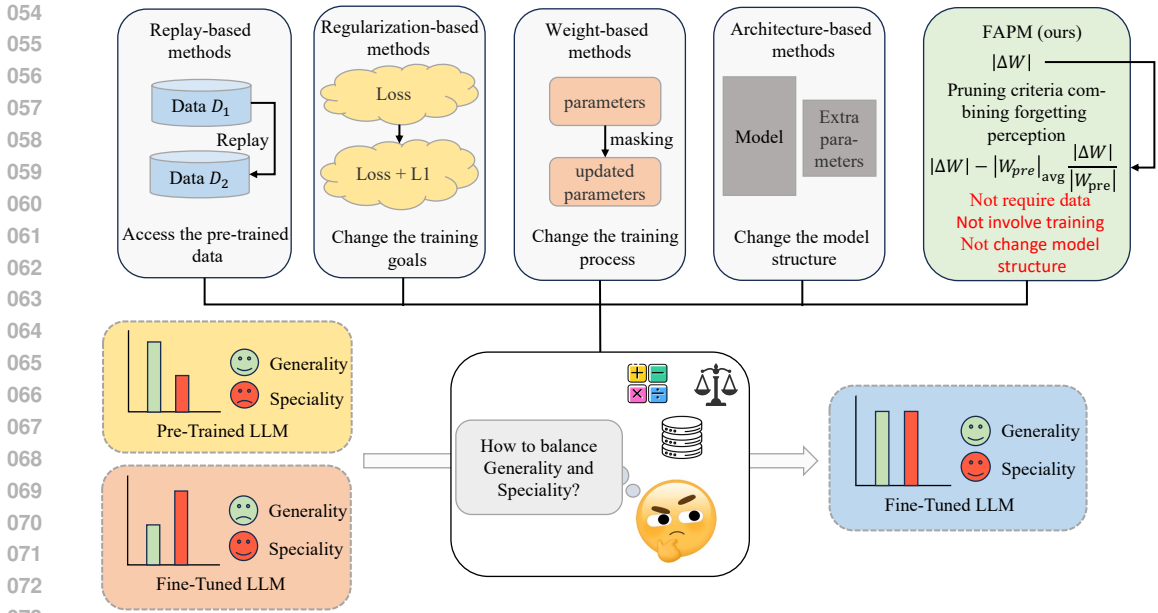 054
055
056
057
058
059
060
061
062
063
064
065
066
067
068
069
070
071
072
Replay-based
methods
Data D₁
Replay
Data D₂
Access the pre-trained
data
Regularization-based
methods
Loss
Loss + L1
Change the training
goals
Weight-based
methods
parameters
masking
updated
parameters
Change the training
process
Architecture-based
methods
Model
Extra
para-
meters
Change the model
structure
FAPM (ours)
|ΔW|
Pruning criteria com-
bining forgetting
perception
|ΔW| − |W_pre|_avg |ΔW|/|W_pre|
Not require data
Not involve training
Not change model
structure
Generality
Speciality
Pre-Trained LLM
Generality
Speciality
Fine-Tuned LLM
How to balance
Generality and
Speciality?
Generality
Speciality
Fine-Tuned LLM